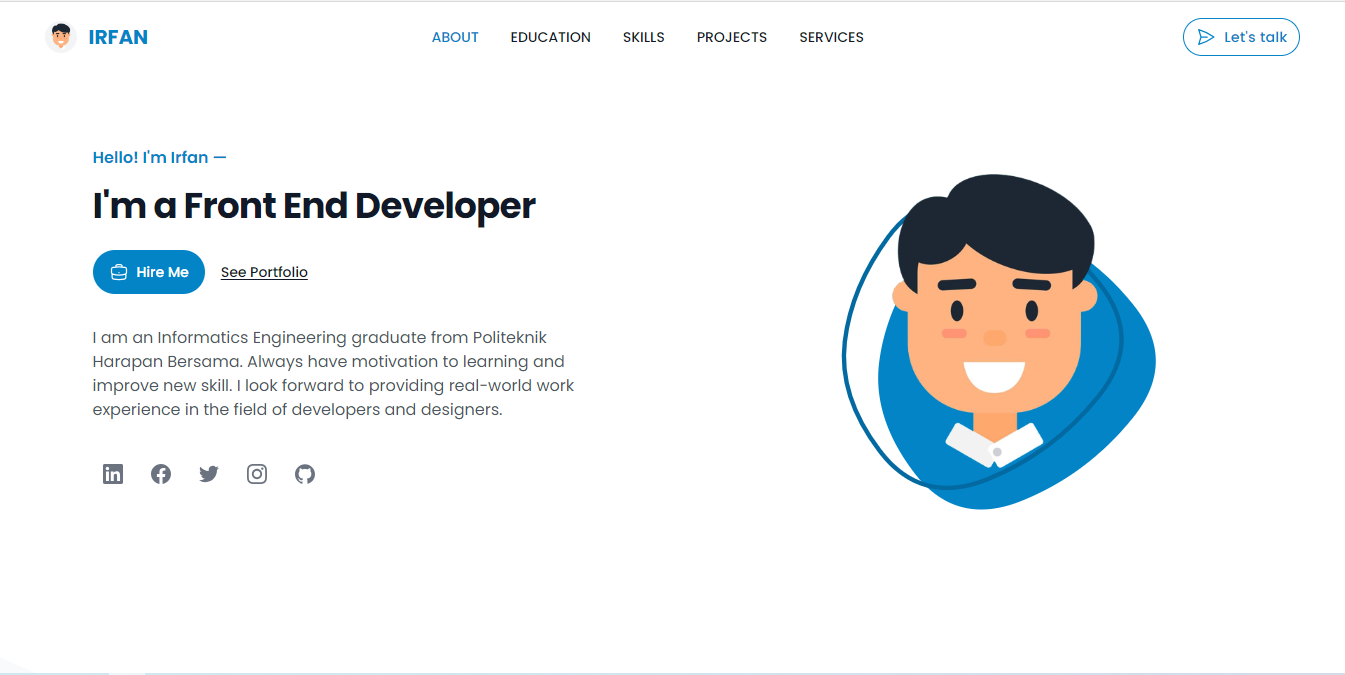 IRFAN
ABOUT EDUCATION SKILLS PROJECTS SERVICES
Let's talk
Hello! I'm Irfan —
I'm a Front End Developer
Hire Me
See Portfolio
I am an Informatics Engineering graduate from Politeknik
Harapan Bersama. Always have motivation to learning and
improve new skill. I look forward to providing real-world work
experience in the field of developers and designers.
in